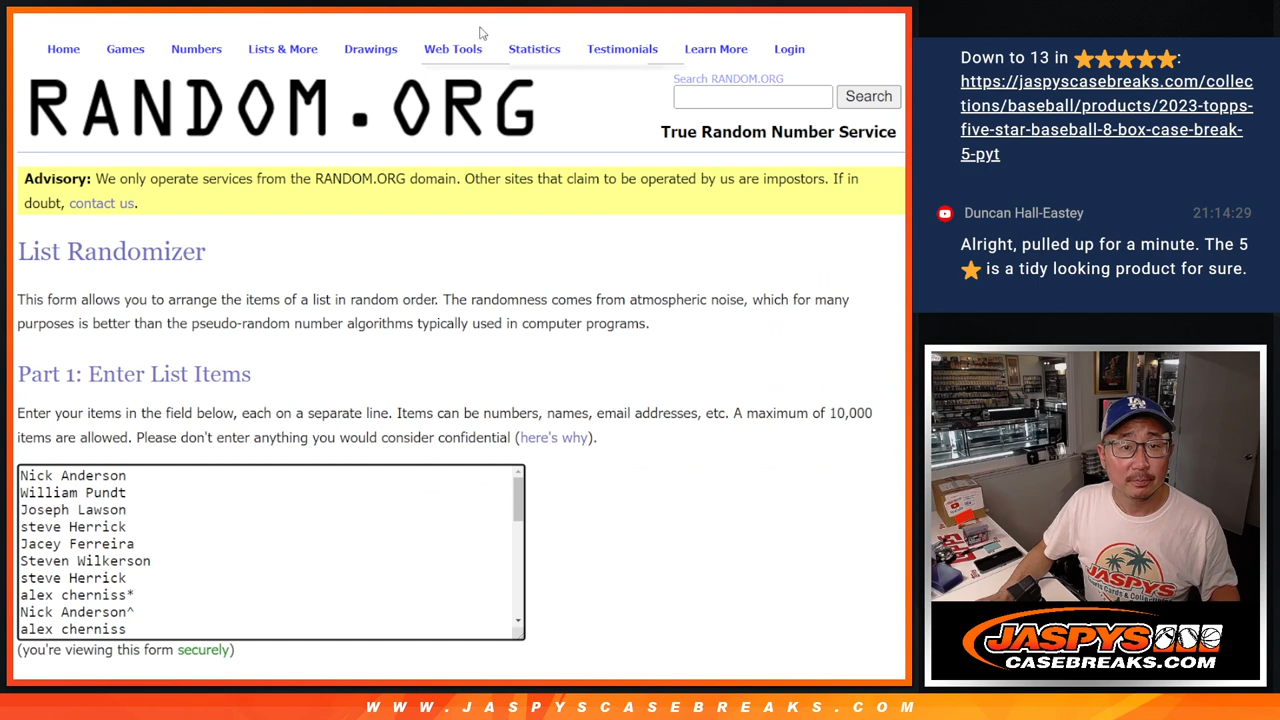 Home Games Numbers Lists & More Drawings Web Tools Statistics Testimonials Learn More Login
RANDOM.ORG
Search RANDOM.ORG
Search
True Random Number Service
Advisory: We only operate services from the RANDOM.ORG domain. Other sites that claim to be operated by us are impostors. If in
doubt, contact us.
List Randomizer
This form allows you to arrange the items of a list in random order. The randomness comes from atmospheric noise, which for many
purposes is better than the pseudo-random number algorithms typically used in computer programs.
Part 1: Enter List Items
Enter your items in the field below, each on a separate line. Items can be numbers, names, email addresses, etc. A maximum of 10,000
items are allowed. Please don't enter anything you would consider confidential (here's why).
Nick Anderson
William Pundt
Joseph Lawson
steve Herrick
Jacey Ferreira
Steven Wilkerson
steve Herrick
alex cherniss*
Nick Anderson^
alex cherniss
(you're viewing this form securely)
Down to 13 in ⭐⭐⭐⭐⭐:
https://jaspyscasebreaks.com/collec
tions/baseball/products/2023-topps-
five-star-baseball-8-box-case-break-
5-pyt
Duncan Hall-Eastey 21:14:29
Alright, pulled up for a minute. The 5
⭐ is a tidy looking product for sure.
JASPYS
JASPYS
CASEBREAKS.COM
WWW.JASPYSCASEBREAKS.COM